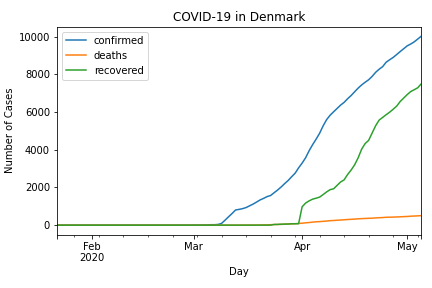 COVID-19 in Denmark
confirmed
deaths
recovered
Number of Cases
10000
8000
6000
4000
2000
0
Feb
2020
Mar
Apr
May
Day